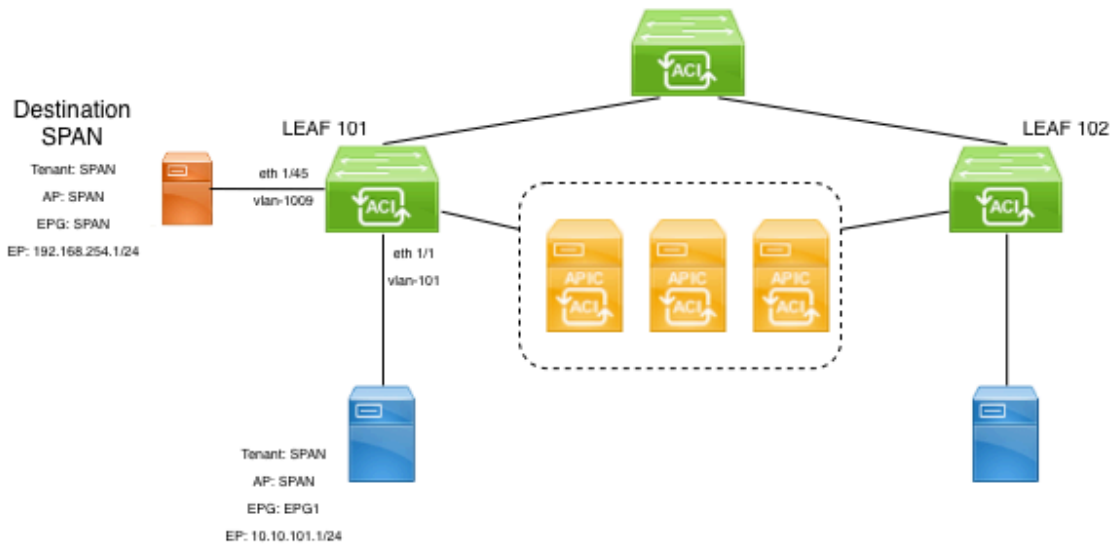 ACI
Destination
SPAN
Tenant: SPAN
AP: SPAN
EPG: SPAN
EP: 192.168.254.1/24
LEAF 101
LEAF 102
eth 1/45
vlan-1009
ACI
ACI
eth 1/1
vlan-101
APIC
ACI
APIC
ACI
APIC
ACI
Tenant: SPAN
AP: SPAN
EPG: EPG1
EP: 10.10.101.1/24